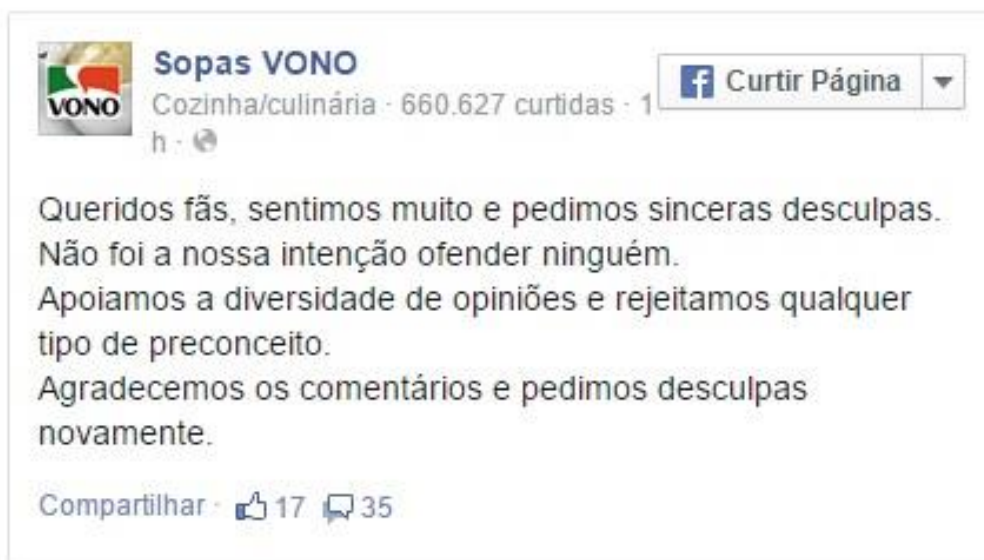 VONO
Sopas VONO
Curtir Página
Cozinha/culinária · 660.627 curtidas · 1
h ·
Queridos fãs, sentimos muito e pedimos sinceras desculpas.
Não foi a nossa intenção ofender ninguém.
Apoiamos a diversidade de opiniões e rejeitamos qualquer
tipo de preconceito.
Agradecemos os comentários e pedimos desculpas
novamente.
Compartilhar · 17 35